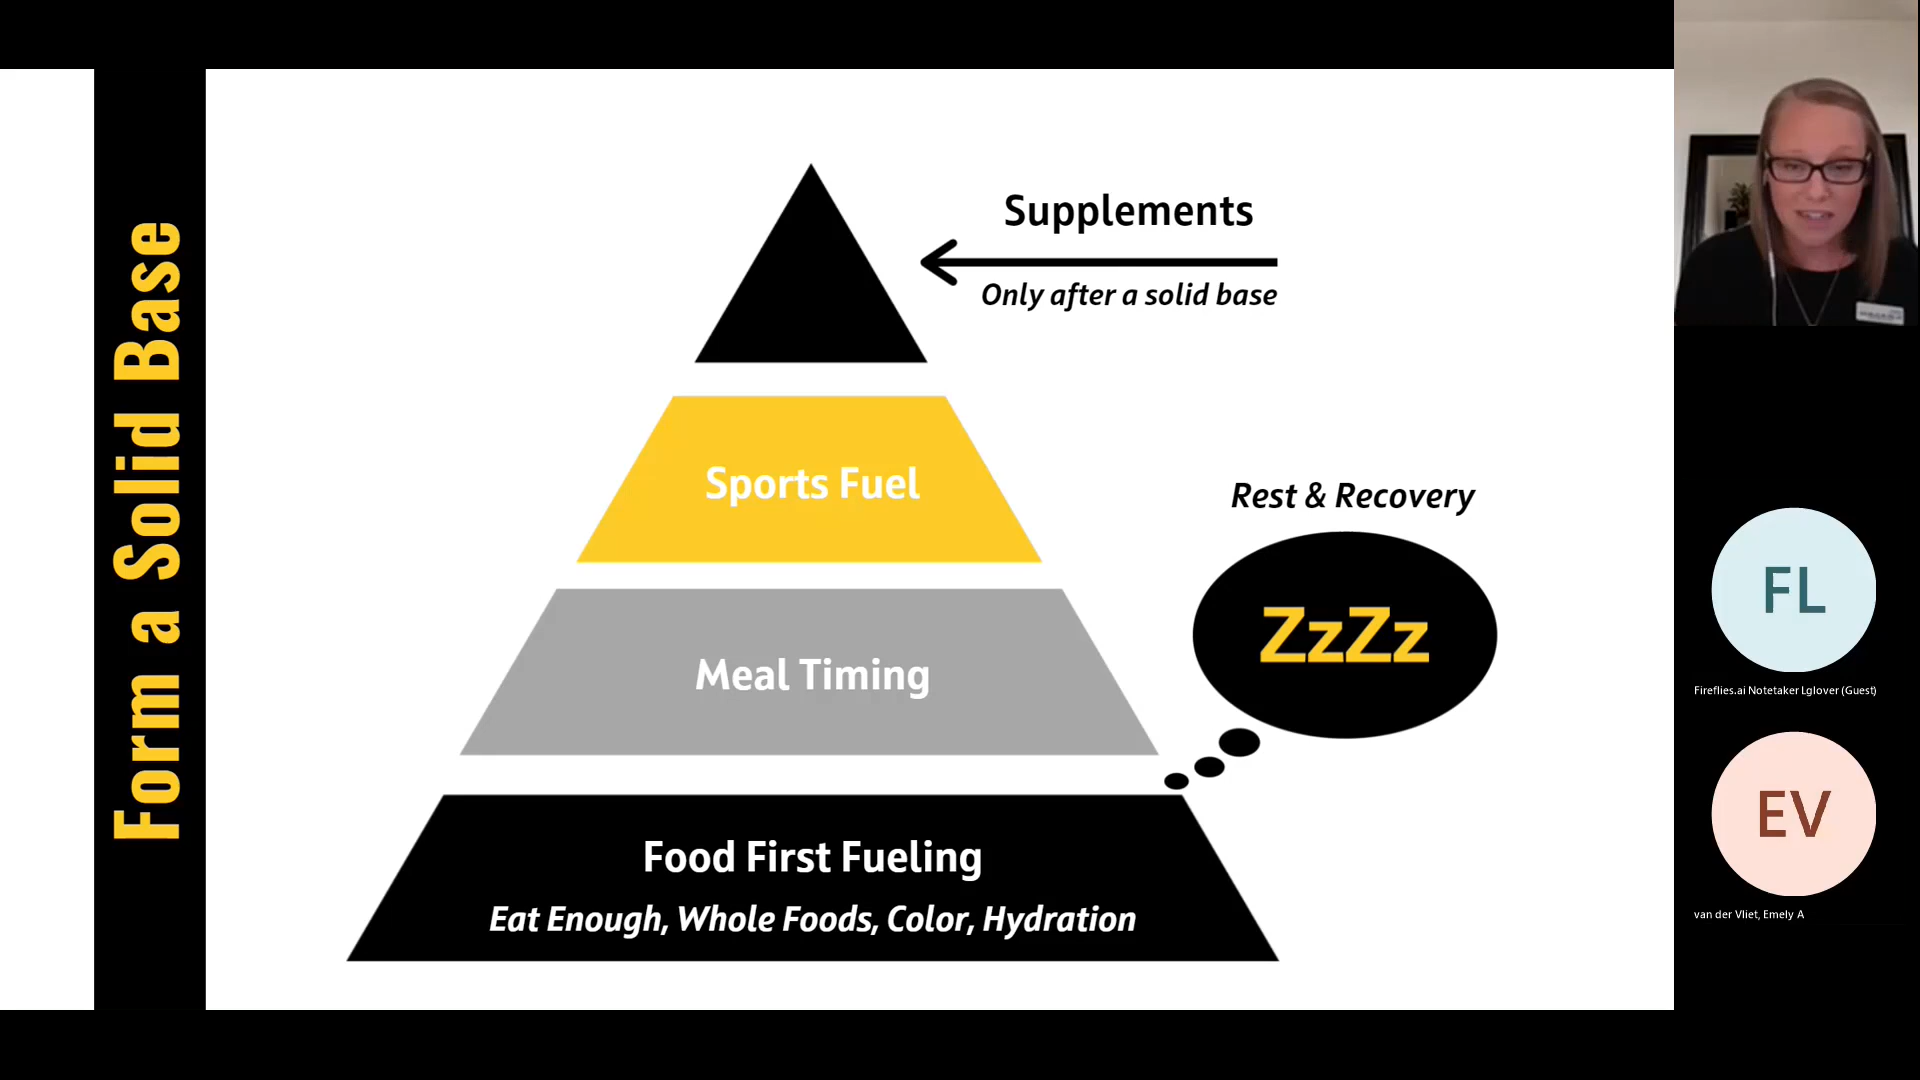 Form a Solid Base
Supplements
Only after a solid base
Sports Fuel
Rest & Recovery
ZzZz
Meal Timing
Food First Fueling
Eat Enough, Whole Foods, Color, Hydration
FL
Fireflies.ai Notetaker Lglover (Guest)
EV
van der Vliet, Emely A